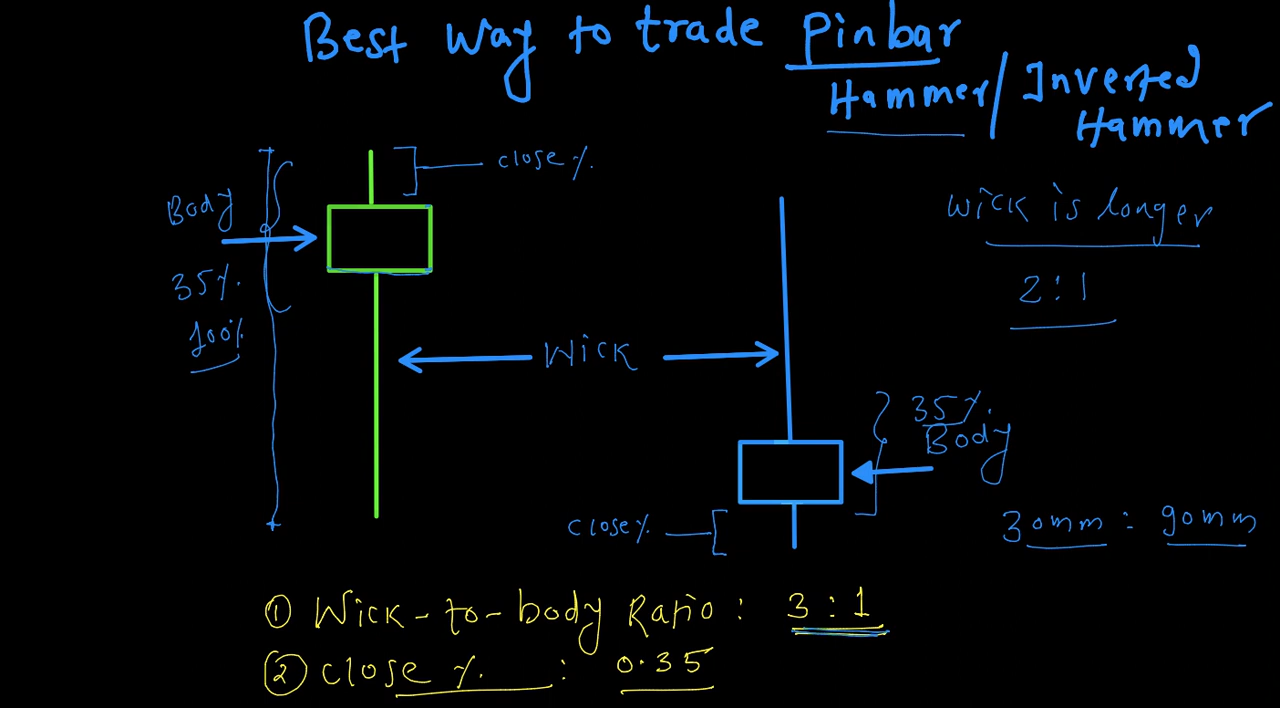 Best Way to trade Pinbar
Hammer/Inverted
Hammer
close %.
Body
35%.
100%
Wick is longer
2:1
Wick
35%.
Body
close%
30mm : 90mm
① Wick-to-body Ratio: 3:1
② close %. : 0.35